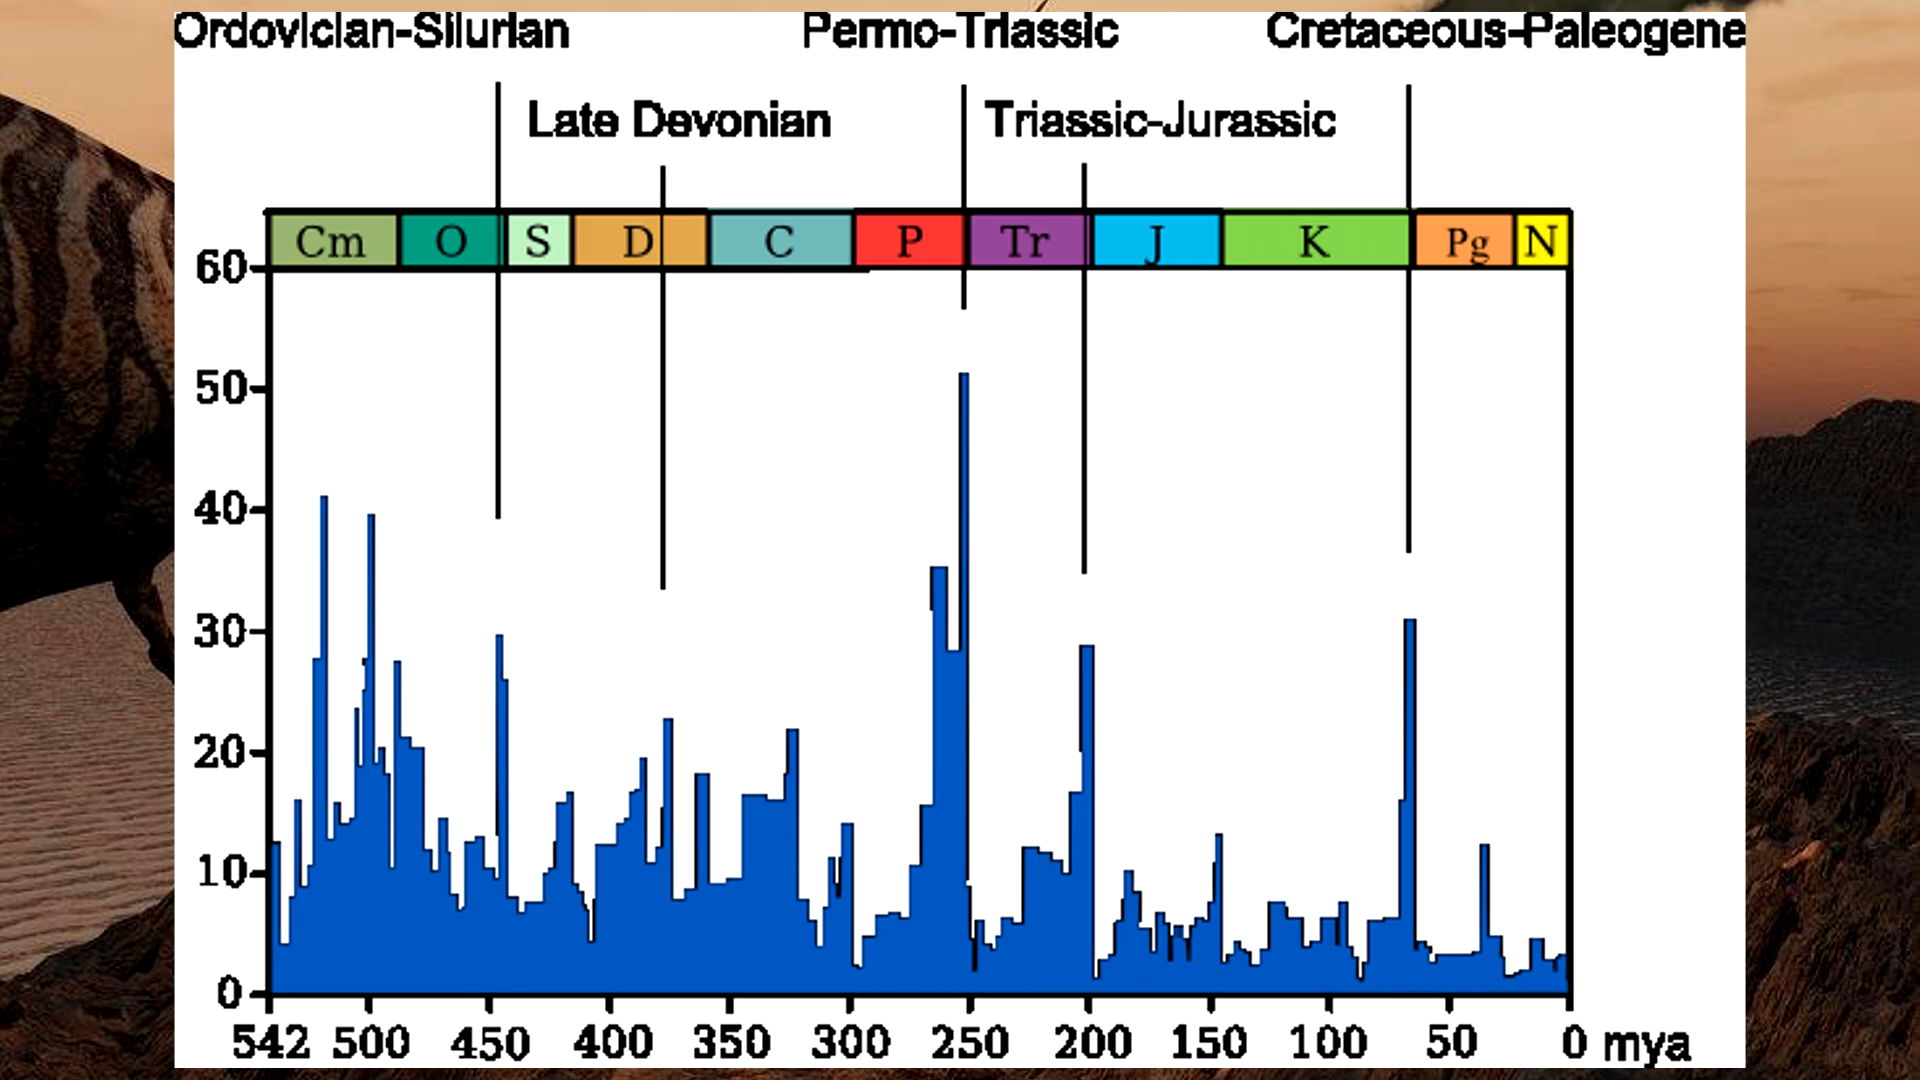 Ordovician-Silurian Permo-Triassic Cretaceous-Paleogene
Late Devonian Triassic-Jurassic
Cm O S D C P Tr J K Pg N
60
50
40
30
20
10
0
542 500 450 400 350 300 250 200 150 100 50 0 mya